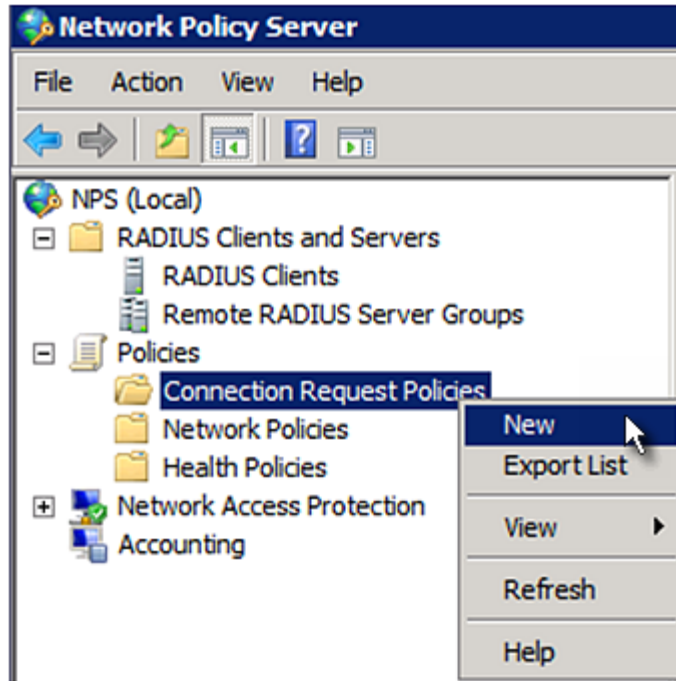 Network Policy Server
File Action View Help
NPS (Local)
RADIUS Clients and Servers
RADIUS Clients
Remote RADIUS Server Groups
Policies
Connection Request Policies
Network Policies
Health Policies
Network Access Protection
Accounting
New
Export List
View
Refresh
Help